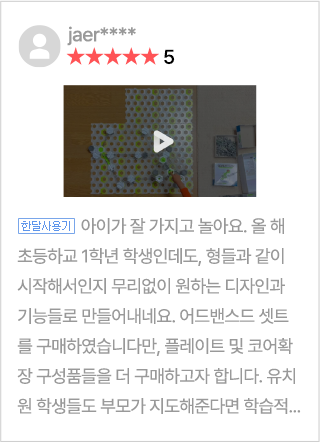 jaer****
★★★★★ 5
한달사용기 아이가 잘 가지고 놀아요. 올 해
초등하교 1학년 학생인데도, 형들과 같이
시작해서인지 무리없이 원하는 디자인과
기능들로 만들어내네요. 어드밴스드 셋트
를 구매하였습니다만, 플레이트 및 코어확
장 구성품들을 더 구매하고자 합니다. 유치
원 학생들도 부모가 지도해준다면 학습적...